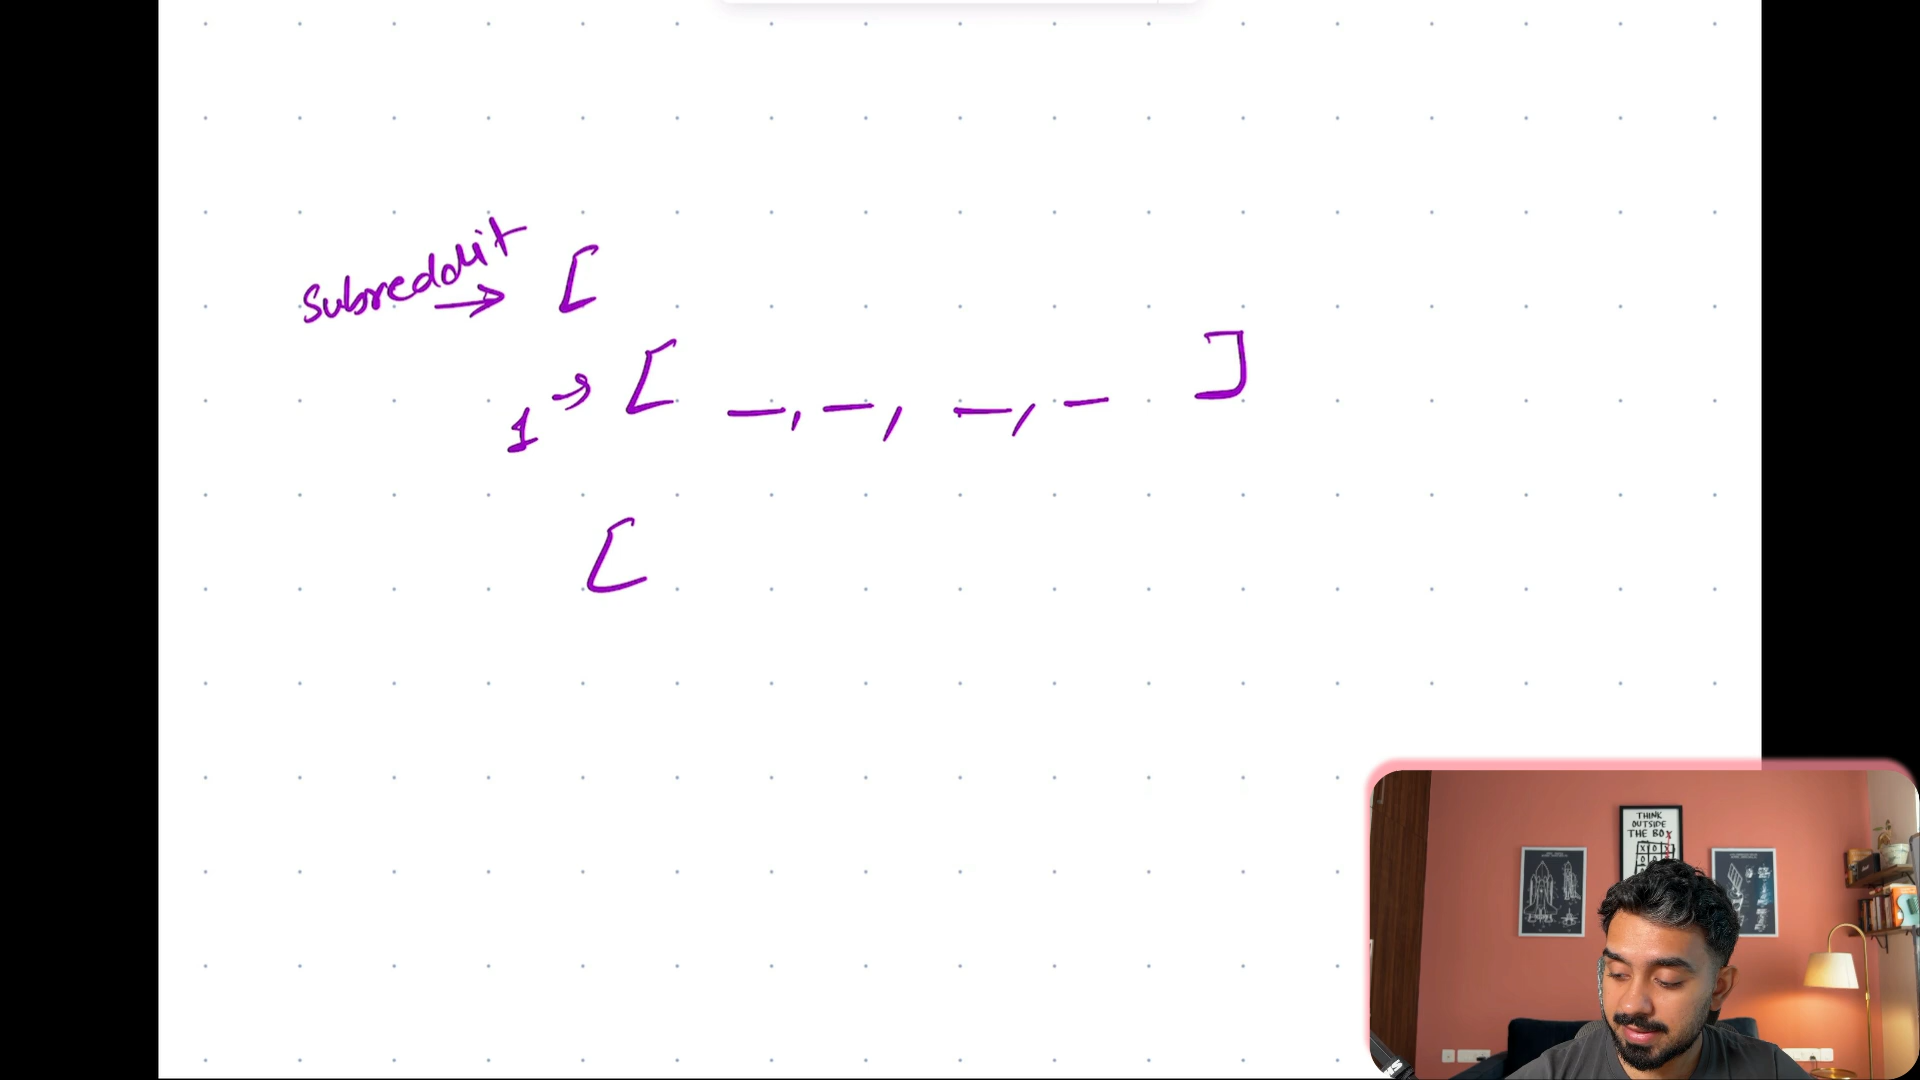 Subreddit → [
1 → [ _, _, _, _ ]
[
THINK
OUTSIDE
THE BOX